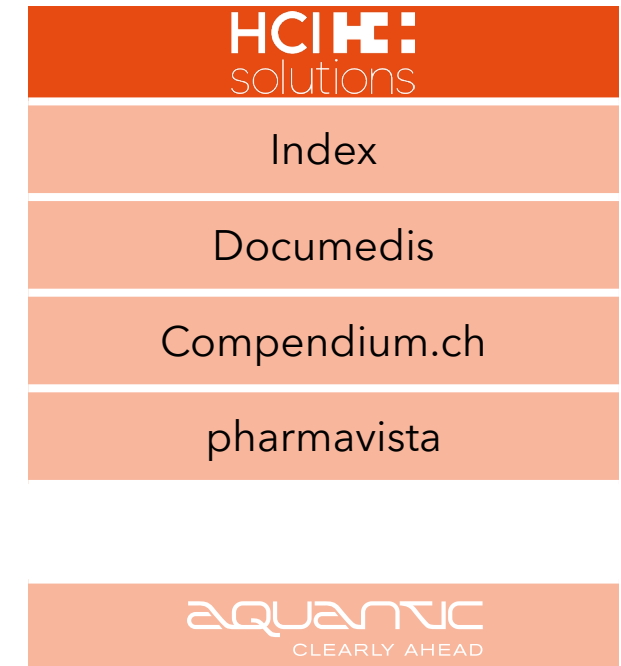 HCI
solutions
Index
Documedis
Compendium.ch
pharmavista
aquantic
CLEARLY AHEAD